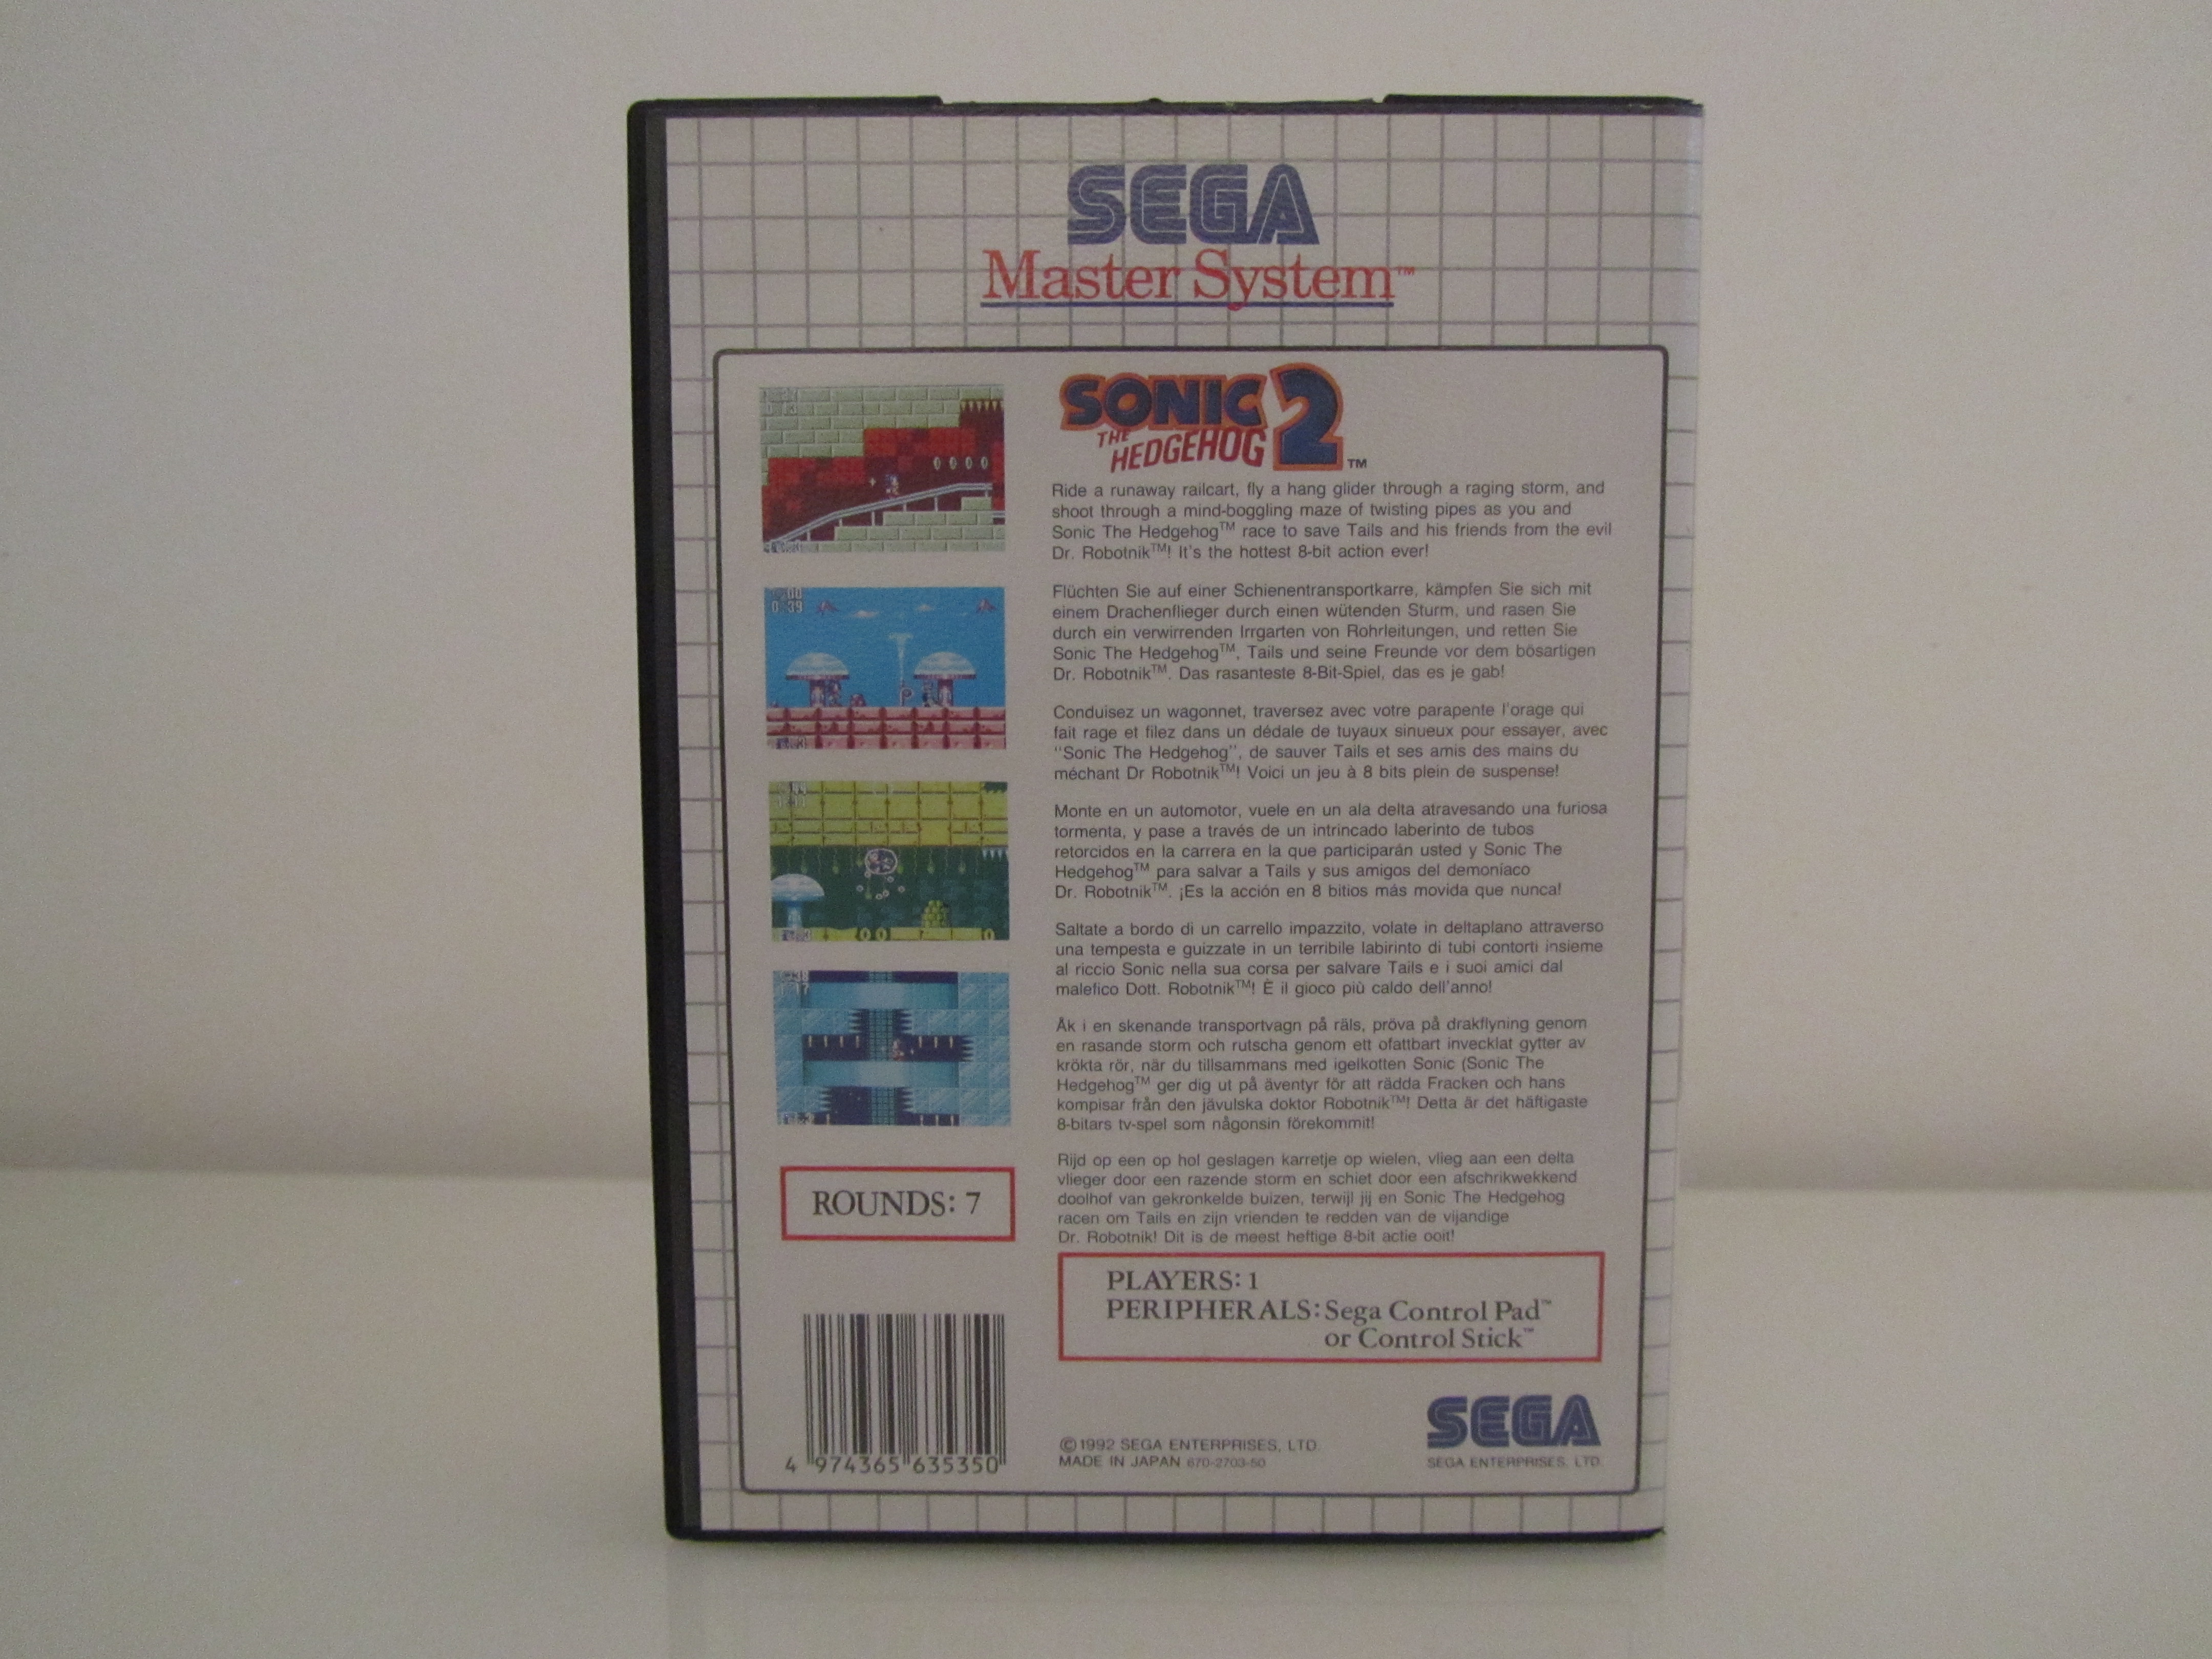 SEGA
Master System™
SONIC
THE
HEDGEHOG
2™
Ride a runaway railcart, fly a hang glider through a raging storm, and
shoot through a mind-boggling maze of twisting pipes as you and
Sonic The Hedgehog™ race to save Tails and his friends from the evil
Dr. Robotnik™! It's the hottest 8-bit action ever!
Flüchten Sie auf einer Schienentransportkarre, kämpfen Sie sich mit
einem Drachenflieger durch einen wütenden Sturm, und rasen Sie
durch ein verwirrenden Irrgarten von Rohrleitungen, und retten Sie
Sonic The Hedgehog™, Tails und seine Freunde vor dem bösartigen
Dr. Robotnik™. Das rasanteste 8-Bit-Spiel, das es je gab!
Conduisez un wagonnet, traversez avec votre parapente l'orage qui
fait rage et filez dans un dédale de tuyaux sinueux pour essayer, avec
"Sonic The Hedgehog", de sauver Tails et ses amis des mains du
méchant Dr Robotnik™! Voici un jeu à 8 bits plein de suspense!
Monte en un automotor, vuele en un ala delta atravesando una furiosa
tormenta, y pase a través de un intrincado laberinto de tubos
retorcidos en la carrera en la que participarán usted y Sonic The
Hedgehog™ para salvar a Tails y sus amigos del demoníaco
Dr. Robotnik™. ¡Es la acción en 8 bitios más movida que nunca!
Saltate a bordo di un carrello impazzito, volate in deltaplano attraverso
una tempesta e guizzate in un terribile labirinto di tubi contorti insieme
al riccio Sonic nella sua corsa per salvare Tails e i suoi amici dal
malefico Dott. Robotnik™! È il gioco più caldo dell'anno!
Åk i en skenande transportvagn på räls, pröva på drakflyning genom
en rasande storm och rutscha genom ett ofattbart invecklat gytter av
krökta rör, när du tillsammans med igelkotten Sonic (Sonic The
Hedgehog™ ger dig ut på äventyr för att rädda Fracken och hans
kompisar från den jävulska doktor Robotnik™! Detta är det häftigaste
8-bitars tv-spel som någonsin förekommit!
Rijd op een op hol geslagen karretje op wielen, vlieg aan een delta
vlieger door een razende storm en schiet door een afschrikwekkend
doolhof van gekronkelde buizen, terwijl jij en Sonic The Hedgehog
racen om Tails en zijn vrienden te redden van de vijandige
Dr. Robotnik! Dit is de meest heftige 8-bit actie ooit!
0:39
ROUNDS: 7
PLAYERS: 1
PERIPHERALS: Sega Control Pad™
or Control Stick™
4 974365 635350
©1992 SEGA ENTERPRISES, LTD.
MADE IN JAPAN 670-2703-50
SEGA
SEGA ENTERPRISES, LTD.